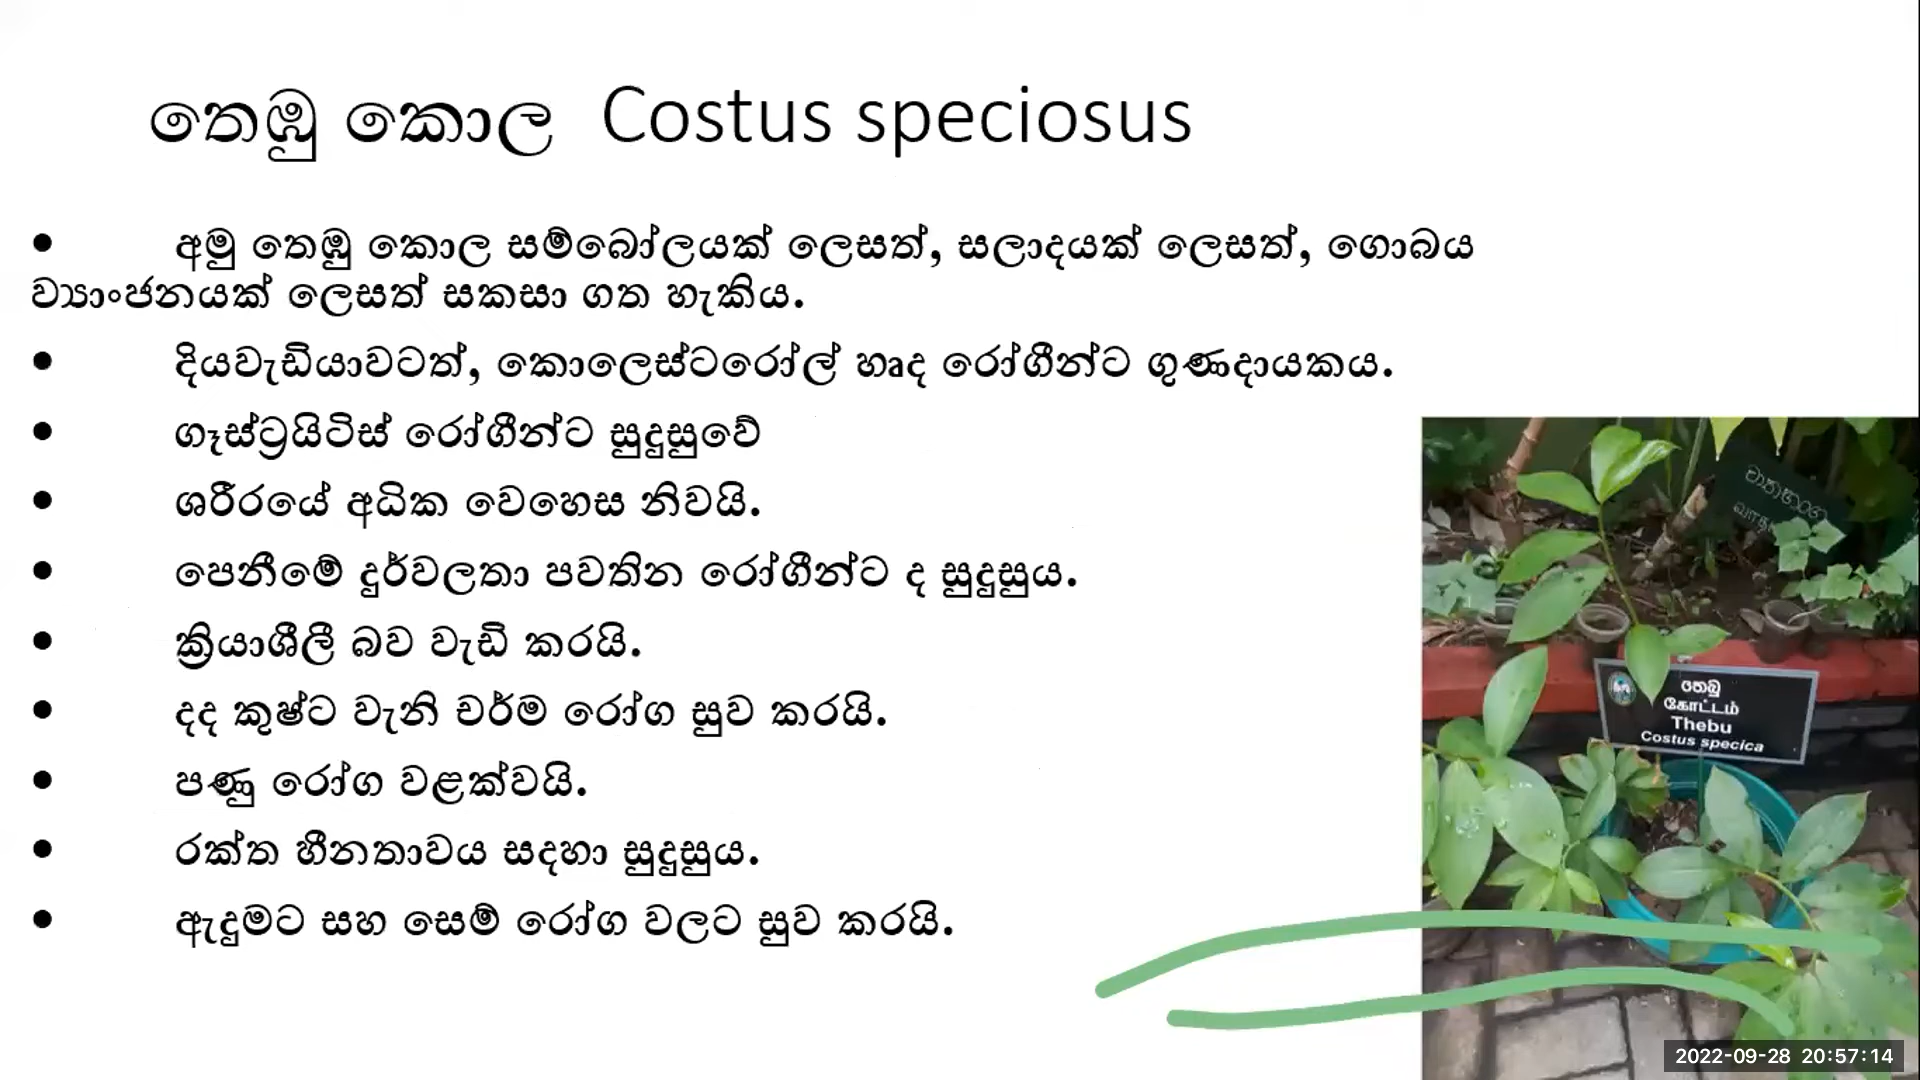 තෙඹු කොල Costus speciosus
• අමු තෙඹු කොල සම්බෝලයක් ලෙසත්, සලාදයක් ලෙසත්, ගොබය
ව්‍යාංජනයක් ලෙසත් සකසා ගත හැකිය.
• දියවැඩියාවටත්, කොලෙස්ටරෝල් හෘද රෝගීන්ට ගුණදායකය.
• ගෑස්ට්‍රයිටිස් රෝගීන්ට සුදුසුවේ
• ශරීරයේ අධික වෙහෙස නිවයි.
• පෙනීමේ දුර්වලතා පවතින රෝගීන්ට ද සුදුසුය.
• ක්‍රියාශීලී බව වැඩි කරයි.
• දද කුෂ්ට වැනි චර්ම රෝග සුව කරයි.
• පණු රෝග වළක්වයි.
• රක්ත හීනතාවය සදහා සුදුසුය.
• ඇදුමට සහ සෙම් රෝග වලට සුව කරයි.
තෙබු
கோட்டம்
Thebu
Costus specica
2022-09-28 20:57:14